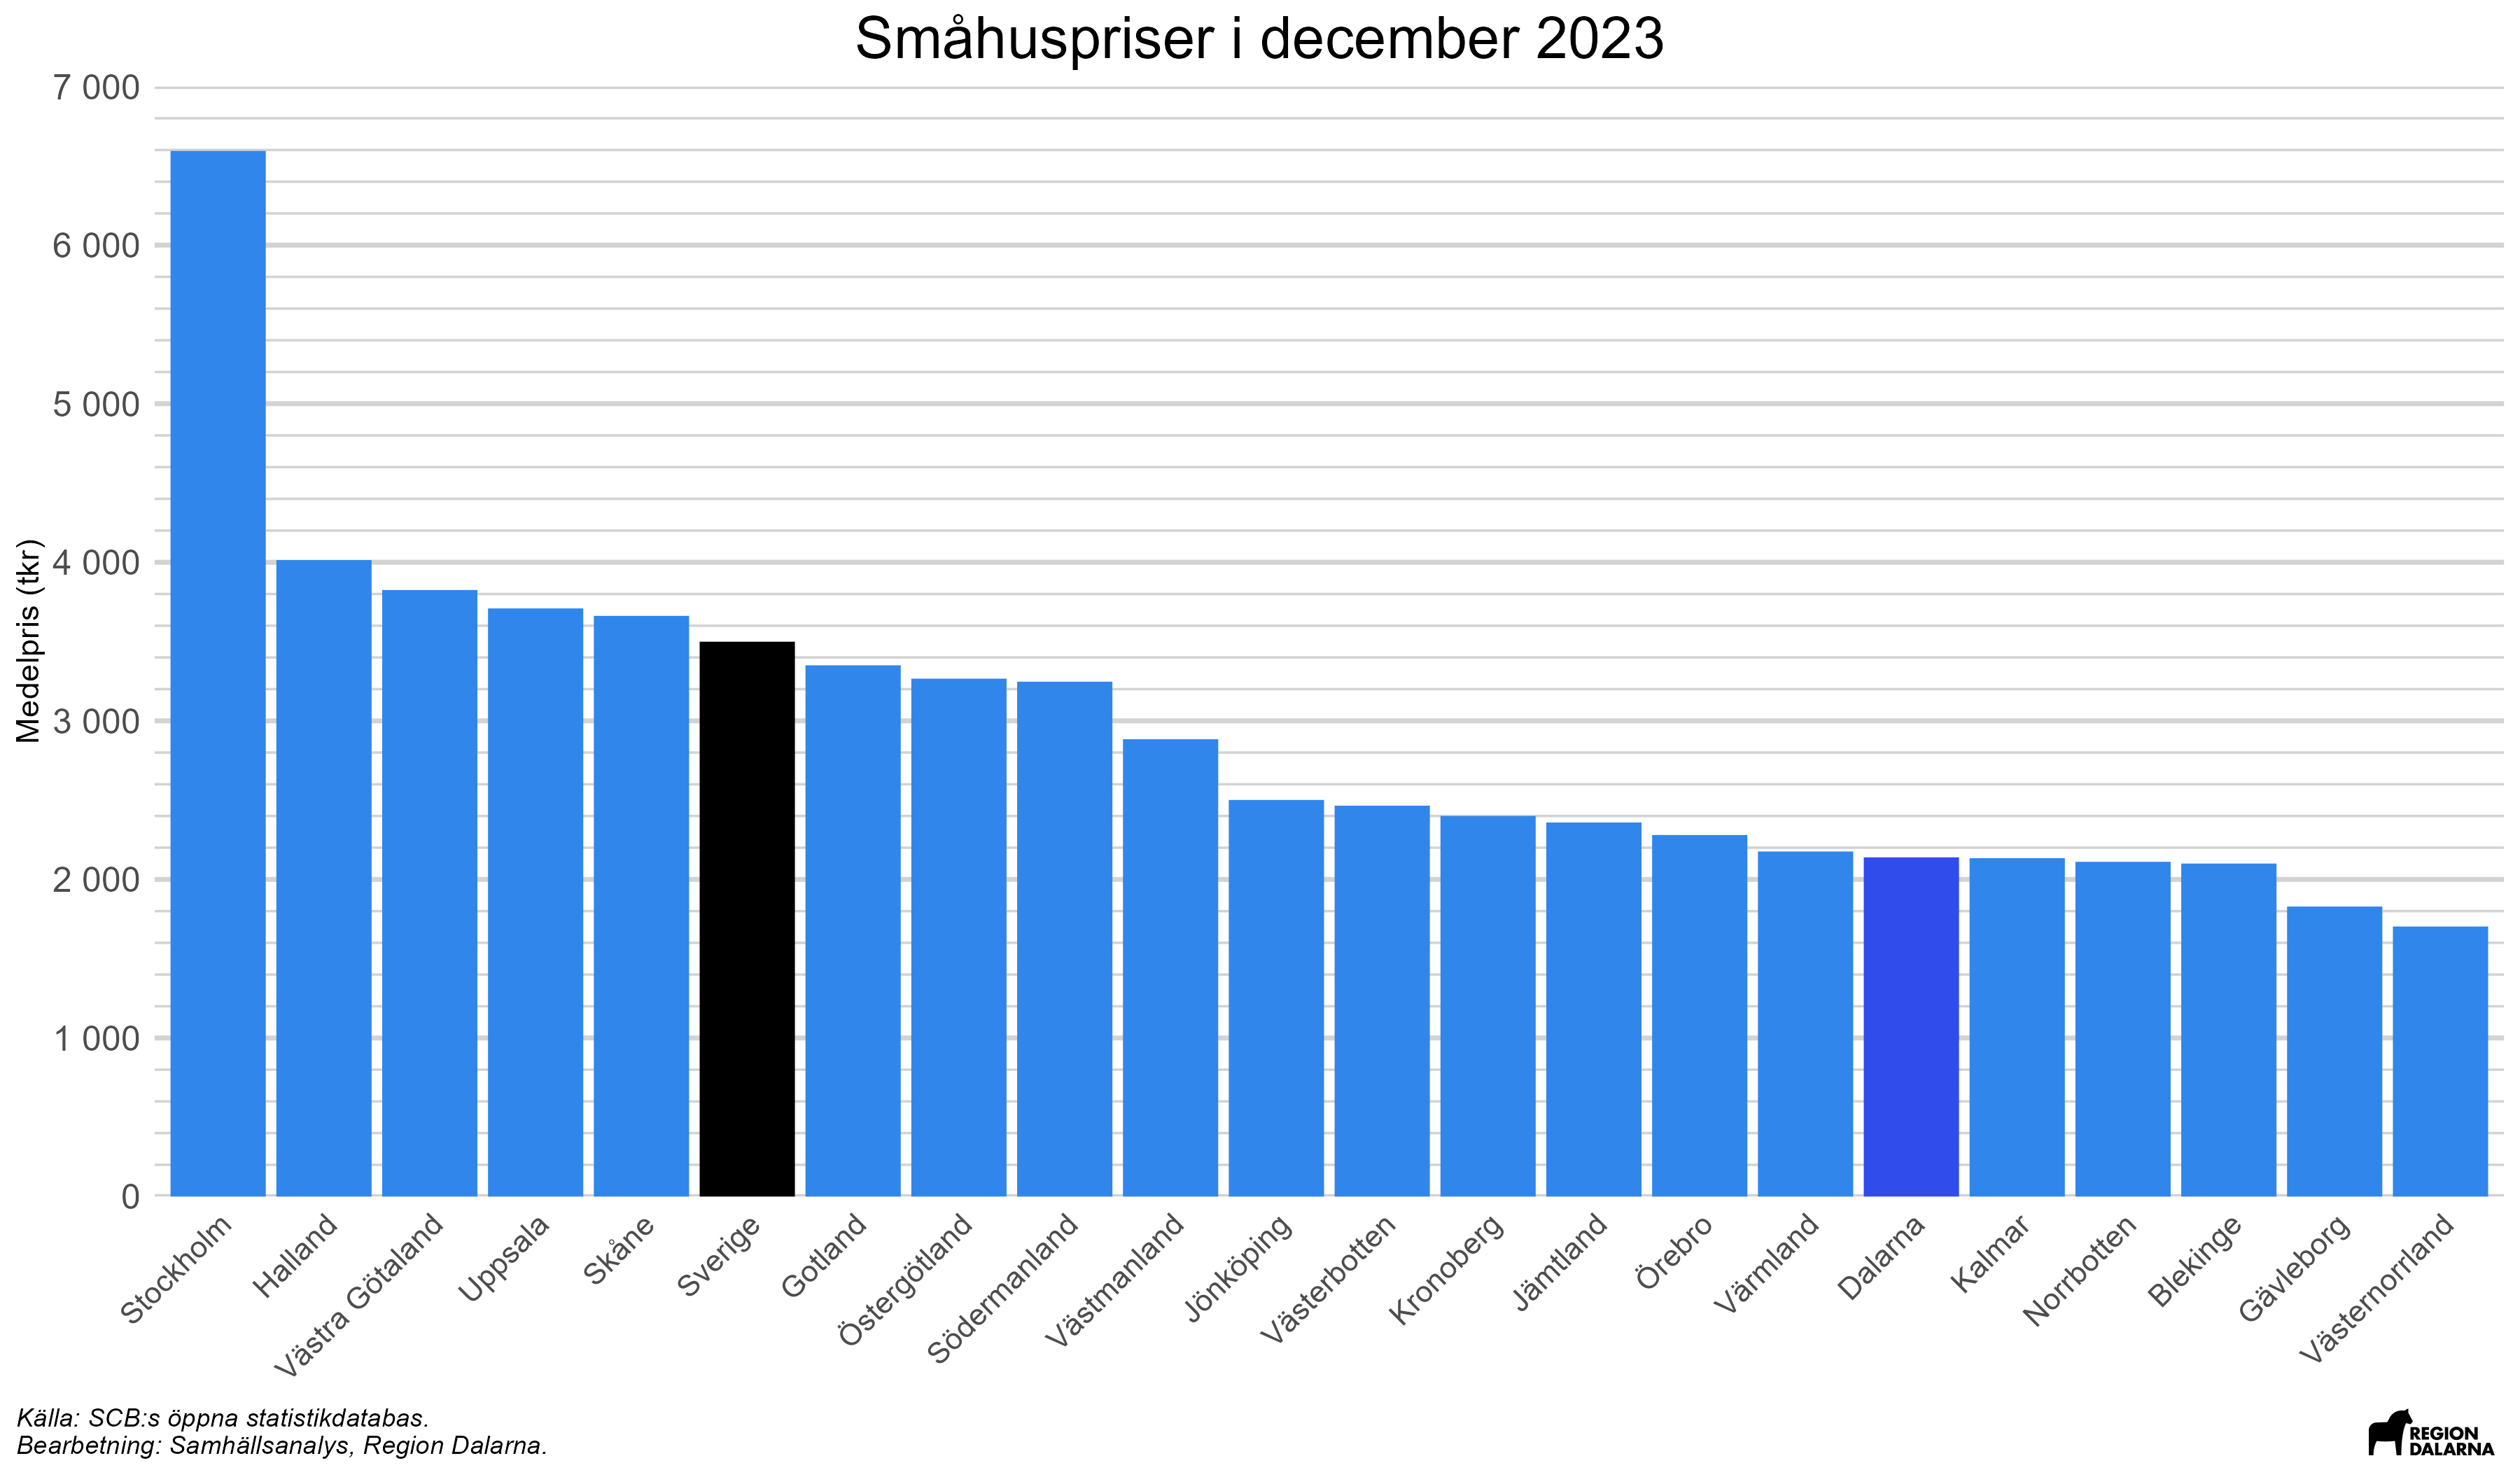 Småhuspriser i december 2023
Medelpris (tkr)
7 000
6 000
5 000
4 000
3 000
2 000
1 000
0
Stockholm
Halland
Västra Götaland
Uppsala
Skåne
Sverige
Gotland
Östergötland
Södermanland
Västmanland
Jönköping
Västerbotten
Kronoberg
Jämtland
Örebro
Värmland
Dalarna
Kalmar
Norrbotten
Blekinge
Gävleborg
Västernorrland
Källa: SCB:s öppna statistikdatabas.
Bearbetning: Samhällsanalys, Region Dalarna.
REGION
DALARNA